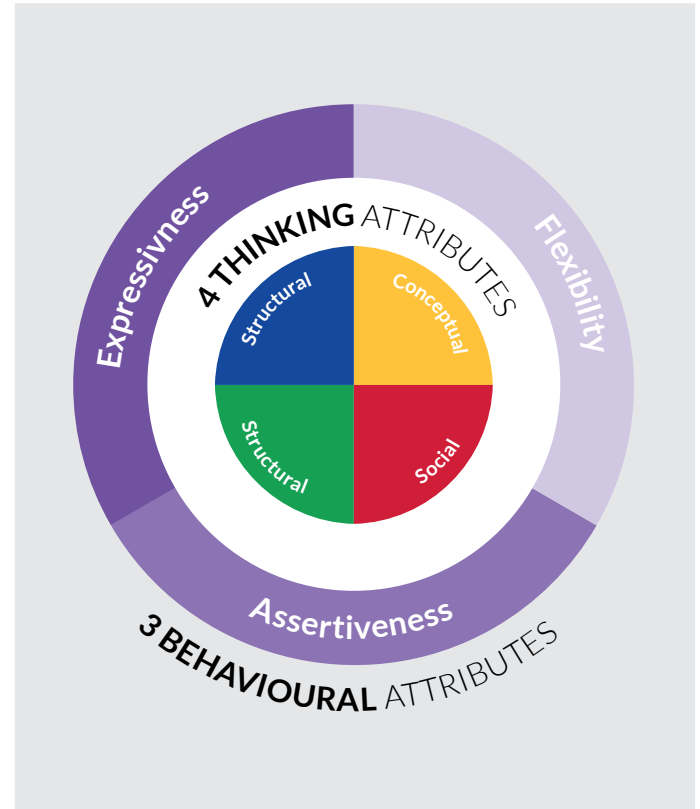 Expressivness
Flexibility
4 THINKING ATTRIBUTES
Structural
Conceptual
Structural
Social
Assertiveness
3 BEHAVIOURAL ATTRIBUTES